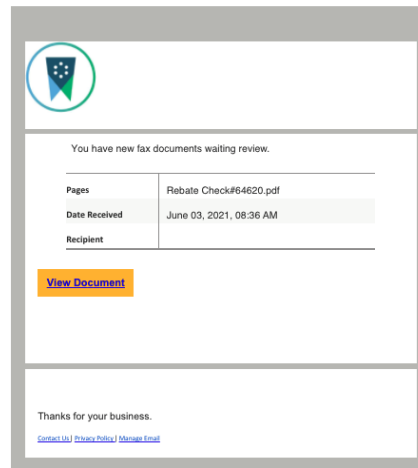 You have new fax documents waiting review.
Pages Rebate Check#64620.pdf
Date Received June 03, 2021, 08:36 AM
Recipient
View Document
Thanks for your business.
Contact Us | Privacy Policy | Manage Email